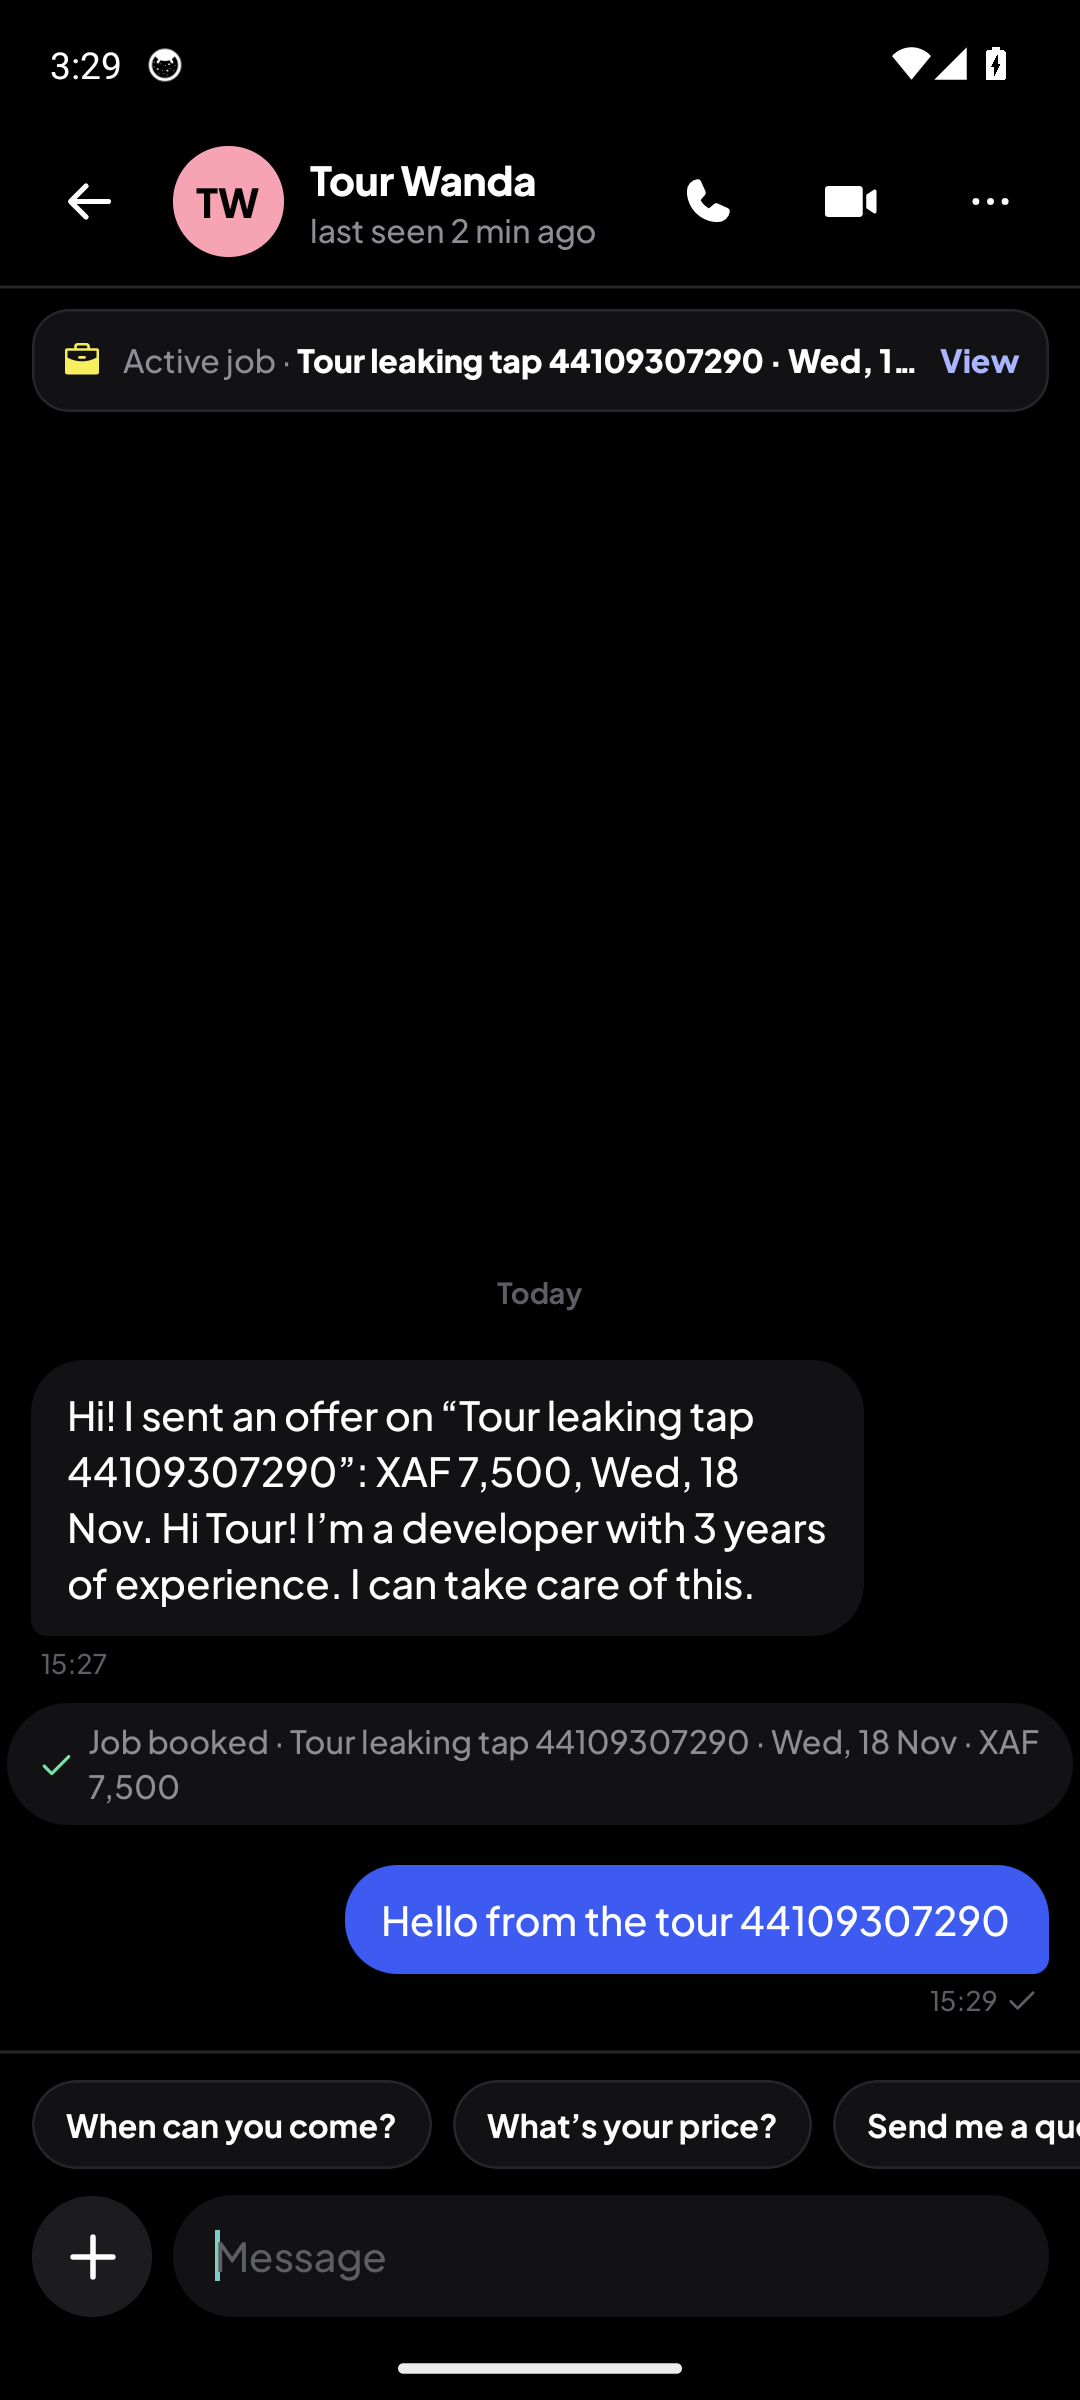 3:29
TW
Tour Wanda
last seen 2 min ago
Active job · Tour leaking tap 44109307290 · Wed, 1... View
Today
Hi! I sent an offer on “Tour leaking tap
44109307290”: XAF 7,500, Wed, 18
Nov. Hi Tour! I’m a developer with 3 years
of experience. I can take care of this.
15:27
Job booked · Tour leaking tap 44109307290 · Wed, 18 Nov · XAF
7,500
Hello from the tour 44109307290
15:29
When can you come? What’s your price? Send me a
Message